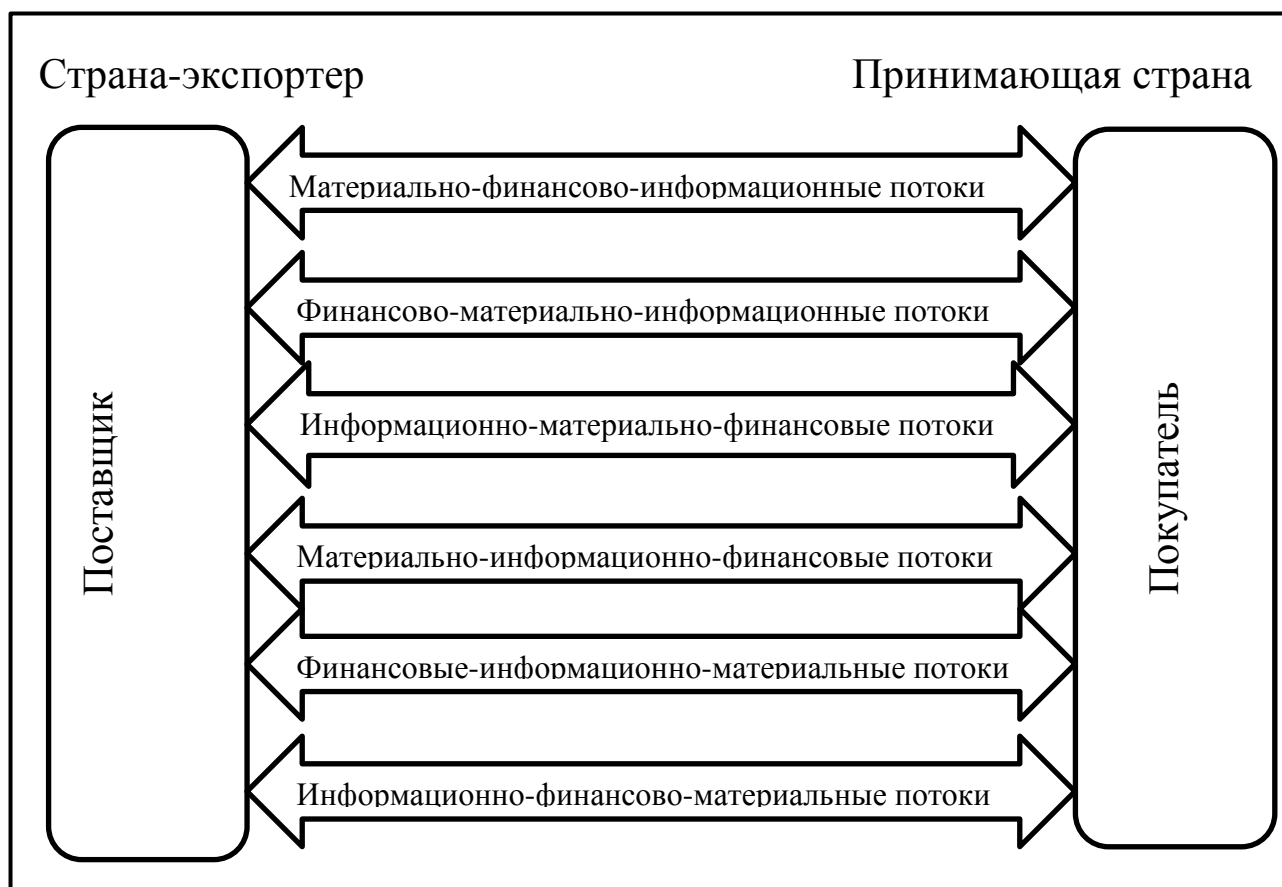 Страна-экспортер
Принимающая страна
Поставщик
Материально-финансово-информационные потоки
Финансово-материально-информационные потоки
Информационно-материально-финансовые потоки
Материально-информационно-финансовые потоки
Финансовые-информационно-материальные потоки
Информационно-финансово-материальные потоки
Покупатель